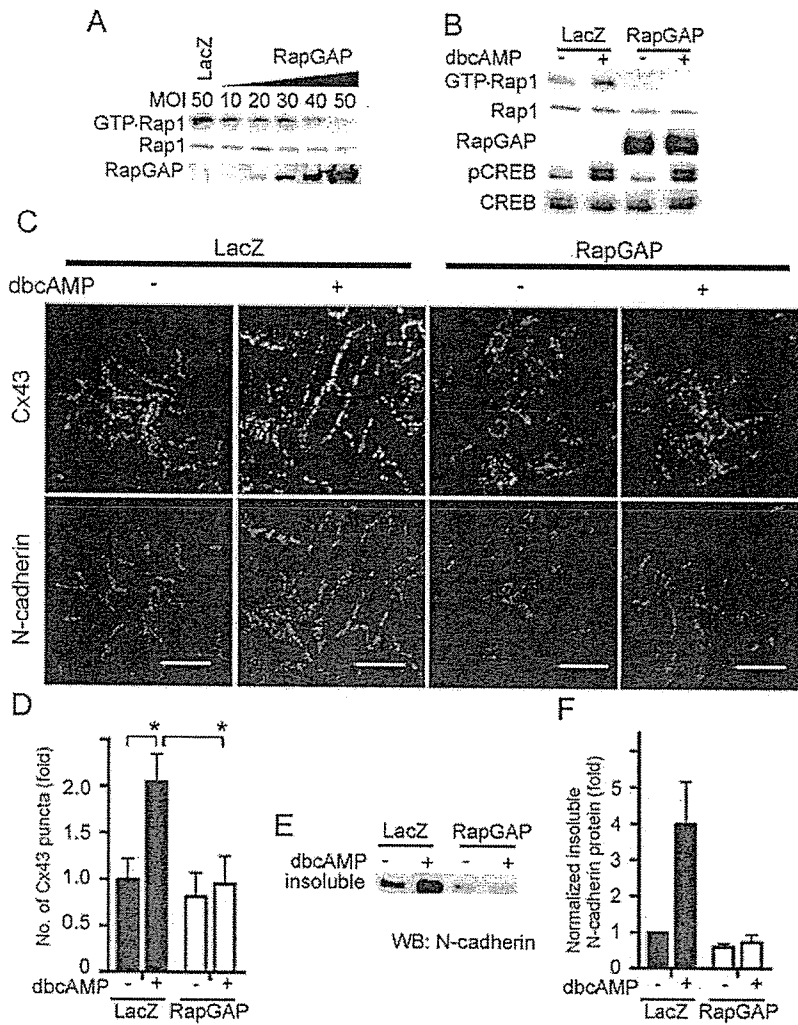 A
LacZ
RapGAP
MOI 50 10 20 30 40 50
GTP·Rap1
Rap1
RapGAP
B
LacZ RapGAP
dbcAMP - + - +
GTP·Rap1
Rap1
RapGAP
pCREB
CREB
C
LacZ RapGAP
dbcAMP - + - +
Cx43
N-cadherin
D
No. of Cx43 puncta (fold)
2.0
1.5
1.0
0.5
0
* *
dbcAMP - + - +
LacZ RapGAP
E
LacZ RapGAP
dbcAMP - + - +
insoluble
WB: N-cadherin
F
Normalized insoluble
N-cadherin protein (fold)
5
4
3
2
1
0
dbcAMP - + - +
LacZ RapGAP